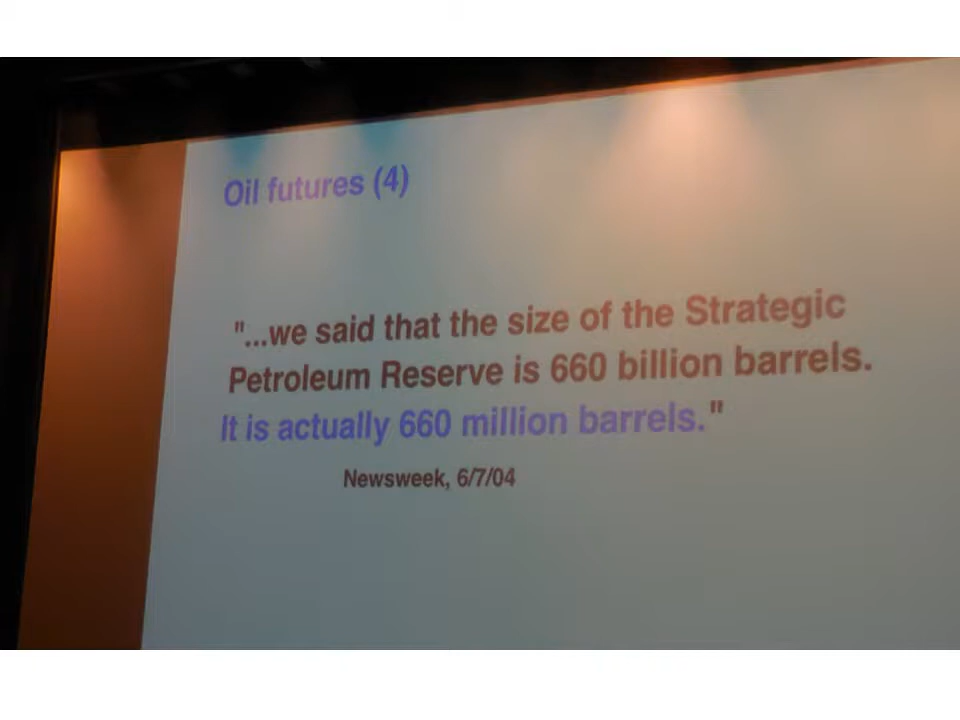 Oil futures (4)
"...we said that the size of the Strategic
Petroleum Reserve is 660 billion barrels.
It is actually 660 million barrels."
Newsweek, 6/7/04